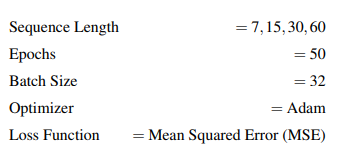 Sequence Length = 7, 15, 30, 60
Epochs = 50
Batch Size = 32
Optimizer = Adam
Loss Function = Mean Squared Error (MSE)